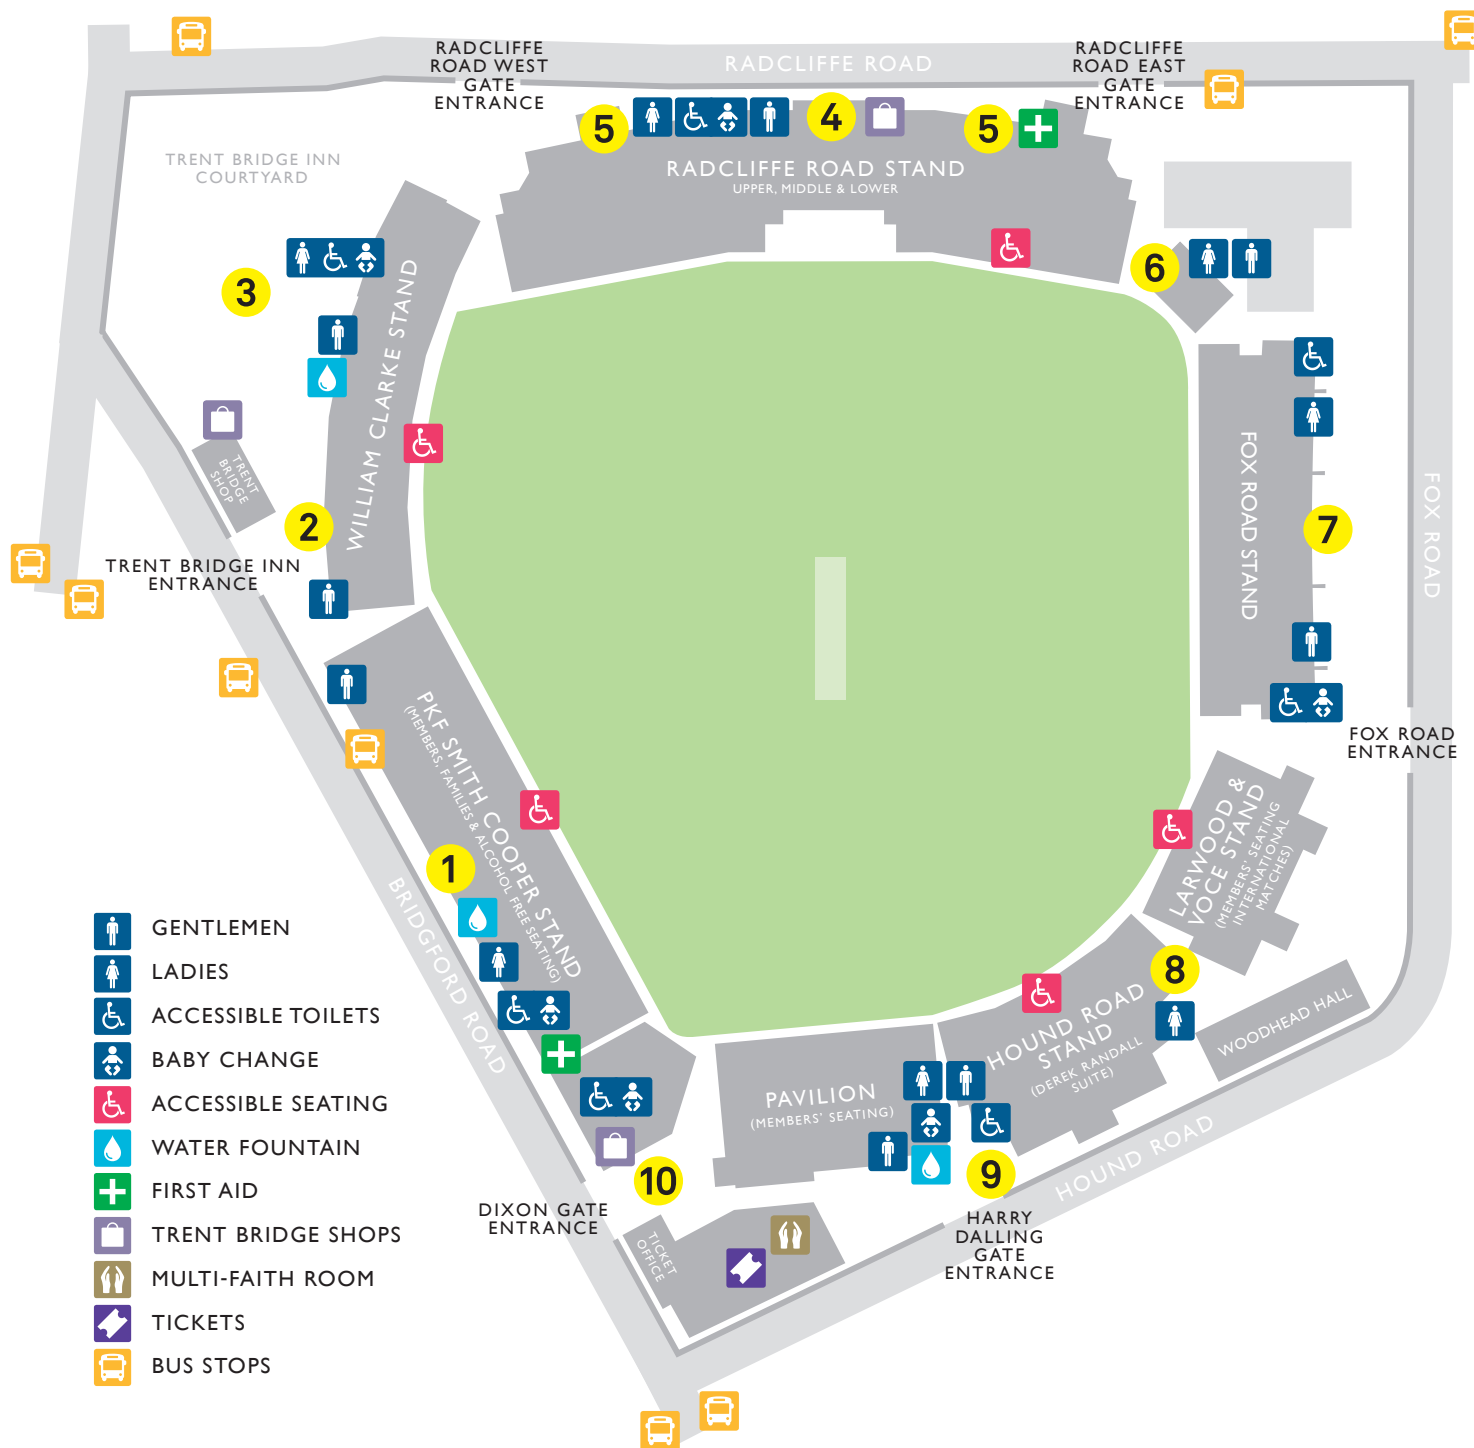 RADCLIFFE
ROAD WEST
GATE
ENTRANCE
RADCLIFFE ROAD
RADCLIFFE
ROAD EAST
GATE
ENTRANCE
5
4
5
TRENT BRIDGE INN
COURTYARD
RADCLIFFE ROAD STAND
UPPER, MIDDLE & LOWER
3
6
WILLIAM CLARKE STAND
TRENT
BRIDGE
SHOP
2
TRENT BRIDGE INN
ENTRANCE
FOX ROAD STAND
7
FOX ROAD
FOX ROAD
ENTRANCE
PKF SMITH COOPER STAND
(MEMBERS, FAMILIES & ALCOHOL FREE SEATING)
1
BRIDGFORD ROAD
LARWOOD &
VOCE STAND
(MEMBERS' SEATING
INTERNATIONAL
MATCHES)
8
HOUND ROAD
STAND
(DEREK RANDALL
SUITE)
WOODHEAD HALL
PAVILION
(MEMBERS' SEATING)
9
10
HOUND ROAD
DIXON GATE
ENTRANCE
TICKET
OFFICE
HARRY
DALLING
GATE
ENTRANCE
GENTLEMEN
LADIES
ACCESSIBLE TOILETS
BABY CHANGE
ACCESSIBLE SEATING
WATER FOUNTAIN
FIRST AID
TRENT BRIDGE SHOPS
MULTI-FAITH ROOM
TICKETS
BUS STOPS